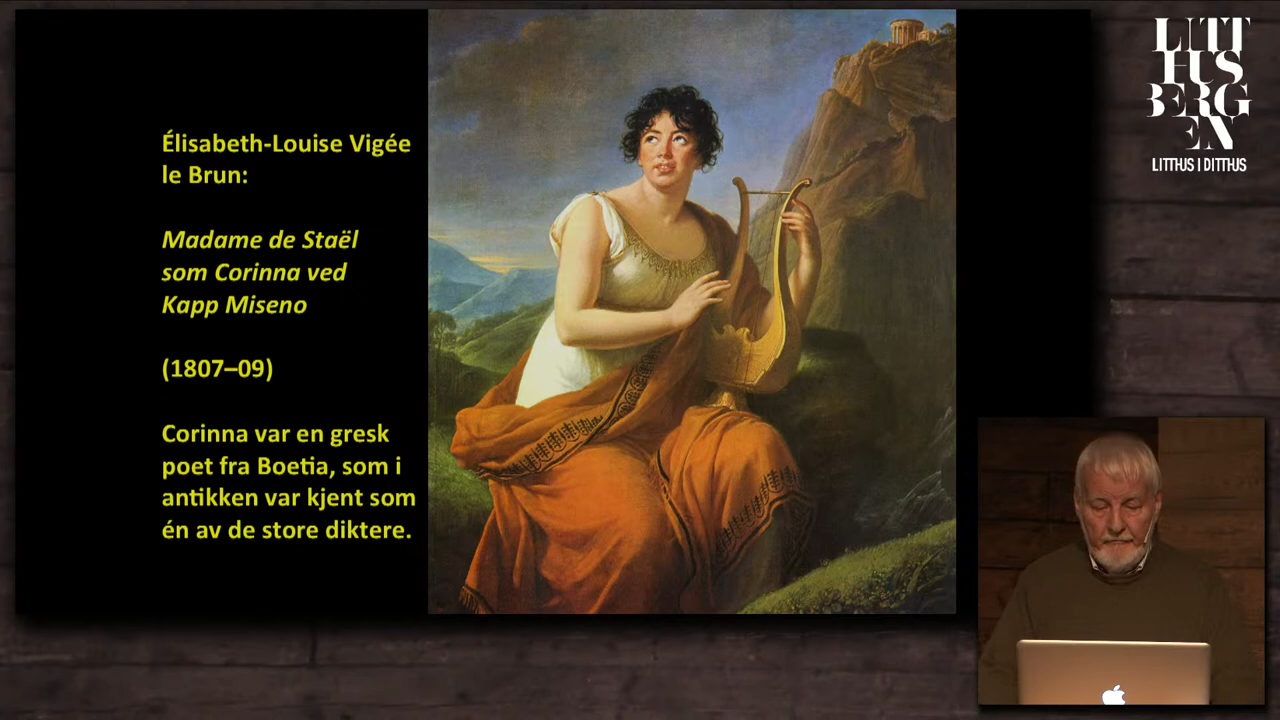 Élisabeth-Louise Vigée
le Brun:
Madame de Staël
som Corinna ved
Kapp Miseno
(1807–09)
Corinna var en gresk
poet fra Boetia, som i
antikken var kjent som
én av de store diktere.
LITT
HUS
BERG
EN
LITTHUS I DITTHUS